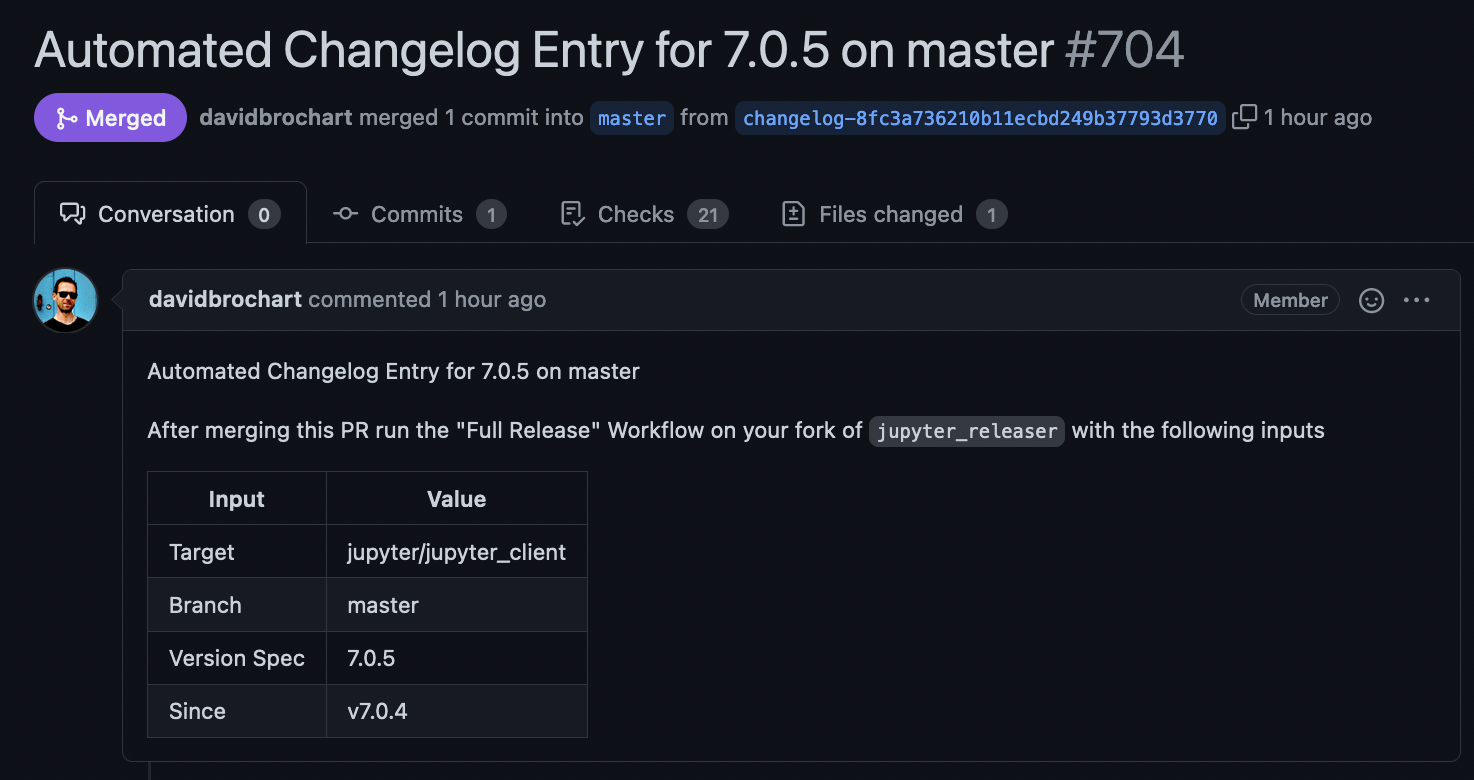 Automated Changelog Entry for 7.0.5 on master #704
Merged davidbrochart merged 1 commit into master from changelog-8fc3a736210b11ecbd249b37793d3770 1 hour ago
Conversation 0 Commits 1 Checks 21 Files changed 1
davidbrochart commented 1 hour ago Member
Automated Changelog Entry for 7.0.5 on master
After merging this PR run the "Full Release" Workflow on your fork of jupyter_releaser with the following inputs
Input Value
Target jupyter/jupyter_client
Branch master
Version Spec 7.0.5
Since v7.0.4